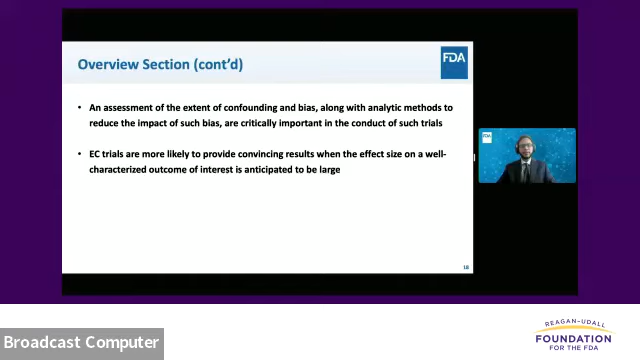 Overview Section (cont'd)
FDA
• An assessment of the extent of confounding and bias, along with analytic methods to
reduce the impact of such bias, are critically important in the conduct of such trials
• EC trials are more likely to provide convincing results when the effect size on a well-
characterized outcome of interest is anticipated to be large
18
FDA
Broadcast Computer
REAGAN-UDALL
FOUNDATION
FOR THE FDA